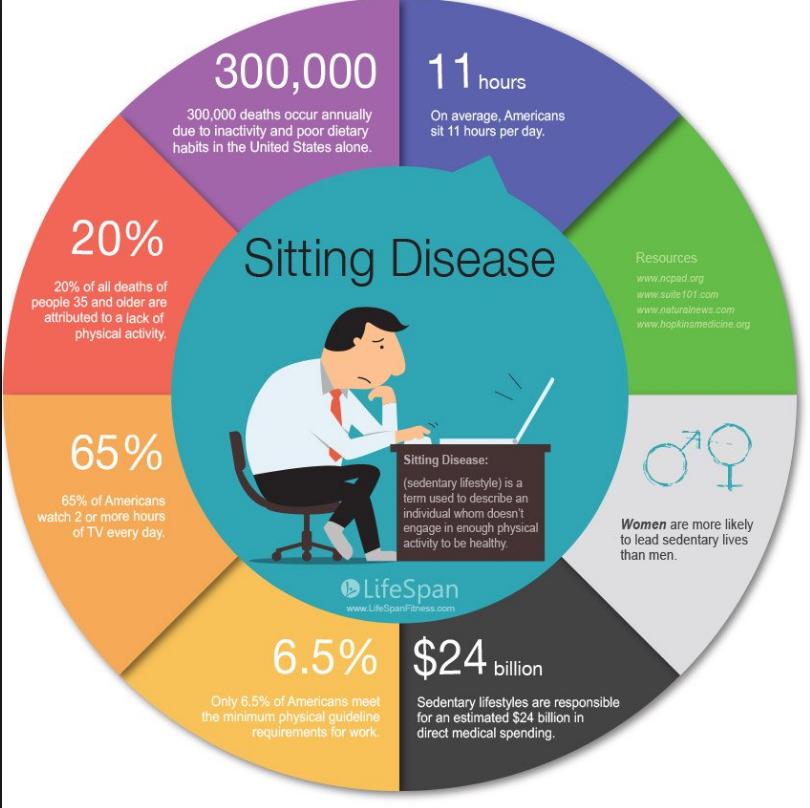 Sitting Disease
11 hours
On average, Americans
sit 11 hours per day.
Resources
www.ncpad.org
www.suite101.com
www.naturalnews.com
www.hopkinsmedicine.org
Women are more likely
to lead sedentary lives
than men.
$24 billion
Sedentary lifestyles are responsible
for an estimated $24 billion in
direct medical spending.
6.5%
Only 6.5% of Americans meet
the minimum physical guideline
requirements for work.
65%
65% of Americans
watch 2 or more hours
of TV every day.
20%
20% of all deaths of
people 35 and older are
attributed to a lack of
physical activity.
300,000
300,000 deaths occur annually
due to inactivity and poor dietary
habits in the United States alone.
Sitting Disease:
(sedentary lifestyle) is a
term used to describe an
individual whom doesn't
engage in enough physical
activity to be healthy.
LifeSpan
www.LifeSpanFitness.com